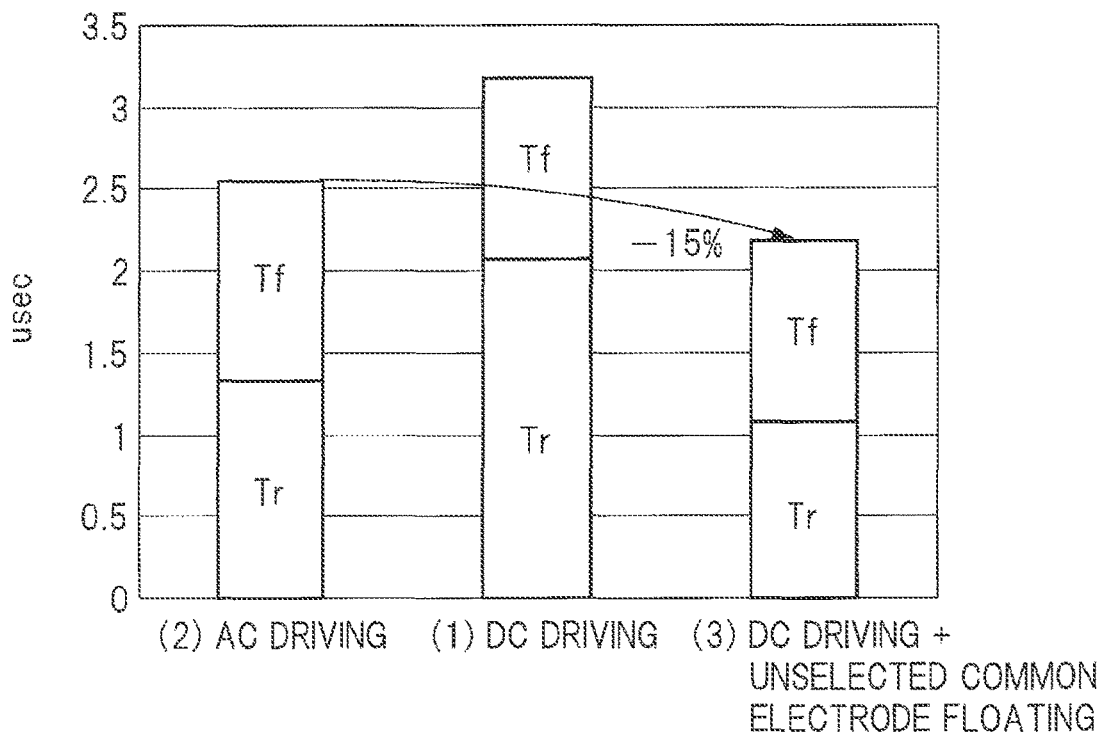 3.5
3
2.5
2
1.5
1
0.5
0
usec
Tf
Tr
Tf
Tr
−15%
Tf
Tr
(2) AC DRIVING
(1) DC DRIVING
(3) DC DRIVING +
UNSELECTED COMMON
ELECTRODE FLOATING